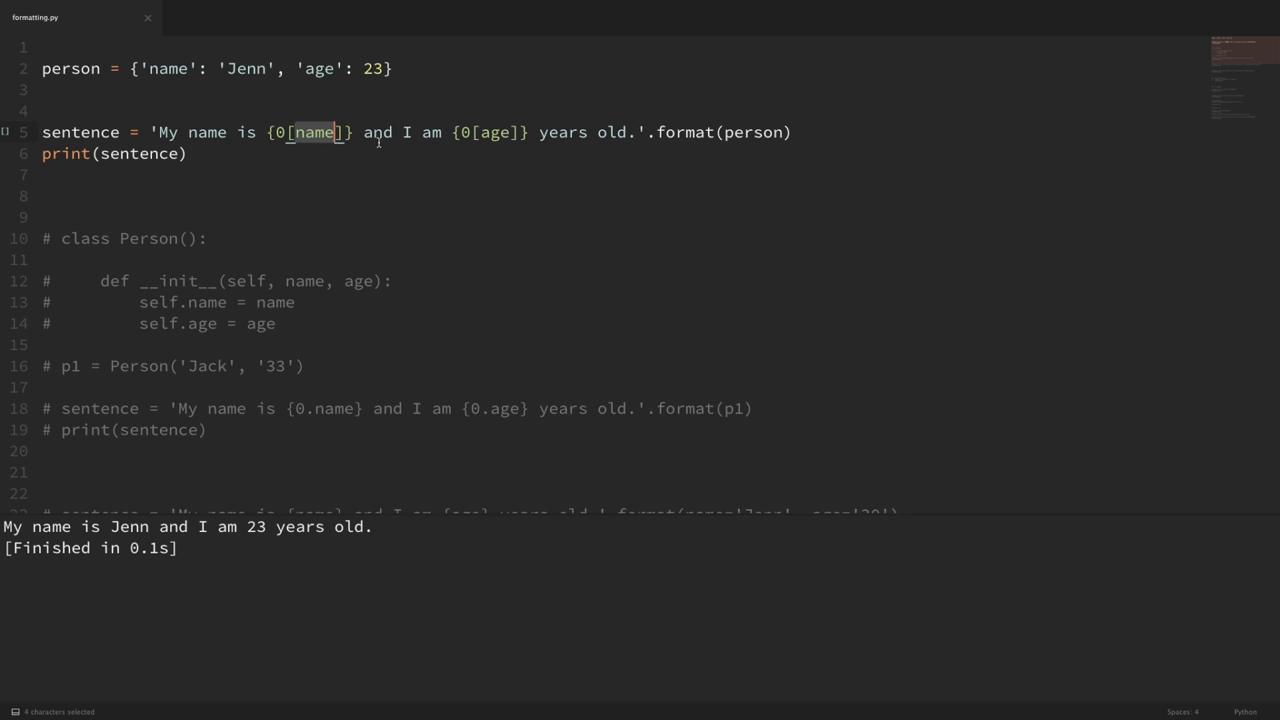 formatting.py
1
2 person = {'name': 'Jenn', 'age': 23}
3
4
5 sentence = 'My name is {0[name]} and I am {0[age]} years old.'.format(person)
6 print(sentence)
7
8
9
10 # class Person():
11
12 #     def __init__(self, name, age):
13 #         self.name = name
14 #         self.age = age
15
16 # p1 = Person('Jack', '33')
17
18 # sentence = 'My name is {0.name} and I am {0.age} years old.'.format(p1)
19 # print(sentence)
20
21
22
My name is Jenn and I am 23 years old.
[Finished in 0.1s]
4 characters selected
Spaces: 4
Python